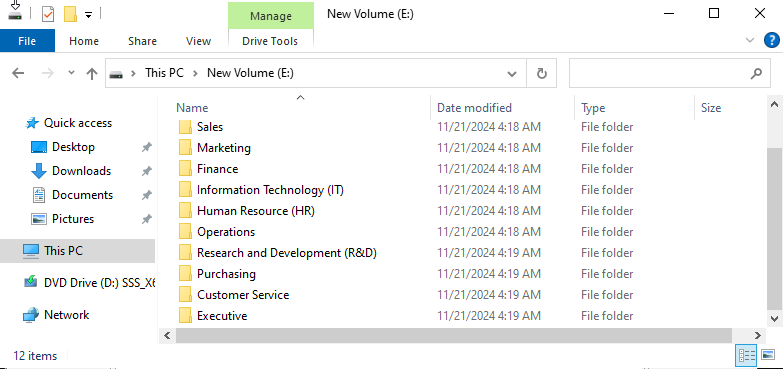 Manage New Volume (E:)
File Home Share View Drive Tools
This PC New Volume (E:)
Name Date modified Type Size
Quick access
Desktop
Downloads
Documents
Pictures
This PC
DVD Drive (D:) SSS_X6
Network
Sales 11/21/2024 4:18 AM File folder
Marketing 11/21/2024 4:18 AM File folder
Finance 11/21/2024 4:18 AM File folder
Information Technology (IT) 11/21/2024 4:18 AM File folder
Human Resource (HR) 11/21/2024 4:18 AM File folder
Operations 11/21/2024 4:18 AM File folder
Research and Development (R&D) 11/21/2024 4:19 AM File folder
Purchasing 11/21/2024 4:19 AM File folder
Customer Service 11/21/2024 4:19 AM File folder
Executive 11/21/2024 4:19 AM File folder
12 items